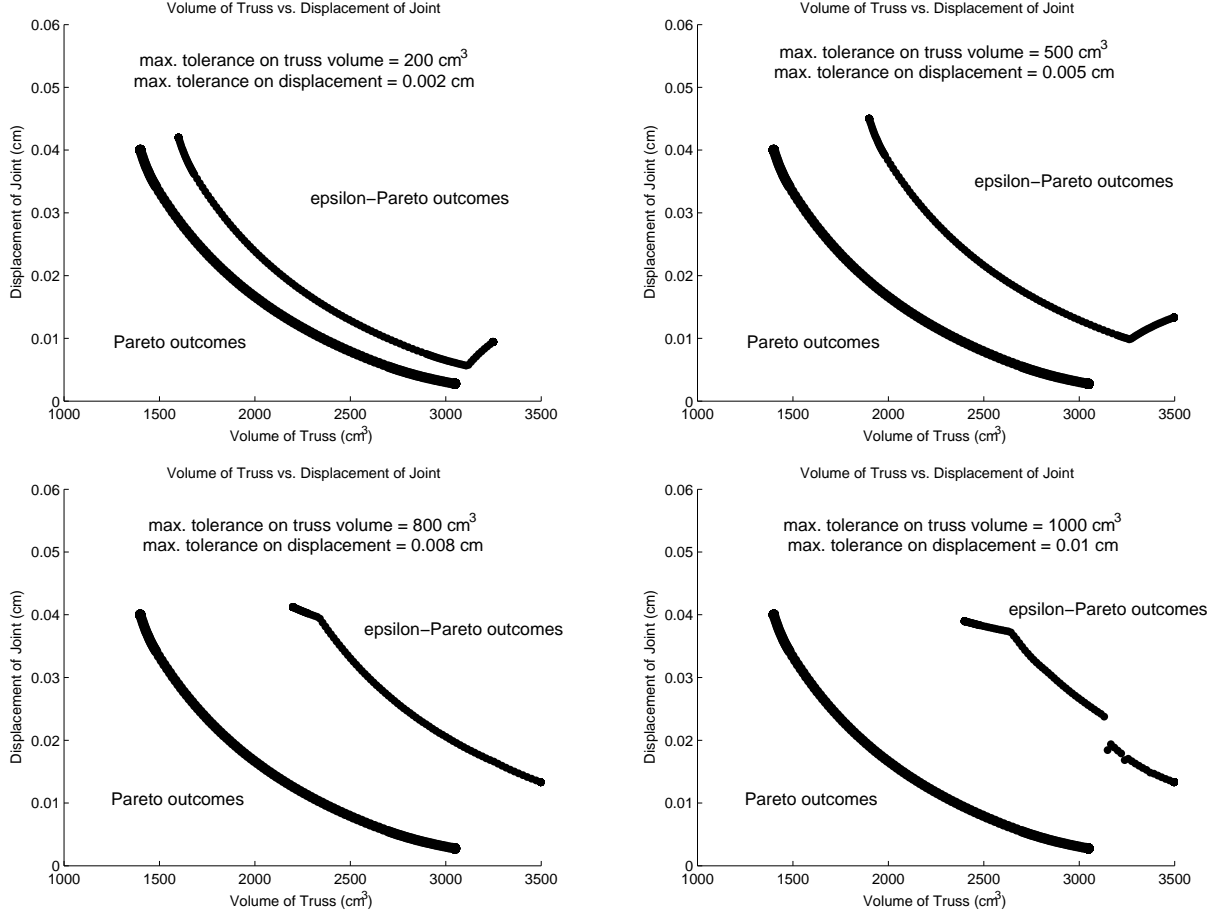 Volume of Truss vs. Displacement of Joint
0.06
0.05
0.04
0.03
0.02
0.01
0
Displacement of Joint (cm)
max. tolerance on truss volume = 200 cm³
max. tolerance on displacement = 0.002 cm
epsilon−Pareto outcomes
Pareto outcomes
1000 1500 2000 2500 3000 3500
Volume of Truss (cm³)
Volume of Truss vs. Displacement of Joint
0.06
0.05
0.04
0.03
0.02
0.01
0
Displacement of Joint (cm)
max. tolerance on truss volume = 500 cm³
max. tolerance on displacement = 0.005 cm
epsilon−Pareto outcomes
Pareto outcomes
1000 1500 2000 2500 3000 3500
Volume of Truss (cm³)
Volume of Truss vs. Displacement of Joint
0.06
0.05
0.04
0.03
0.02
0.01
0
Displacement of Joint (cm)
max. tolerance on truss volume = 800 cm³
max. tolerance on displacement = 0.008 cm
epsilon−Pareto outcomes
Pareto outcomes
1000 1500 2000 2500 3000 3500
Volume of Truss (cm³)
Volume of Truss vs. Displacement of Joint
0.06
0.05
0.04
0.03
0.02
0.01
0
Displacement of Joint (cm)
max. tolerance on truss volume = 1000 cm³
max. tolerance on displacement = 0.01 cm
epsilon−Pareto outcomes
Pareto outcomes
1000 1500 2000 2500 3000 3500
Volume of Truss (cm³)